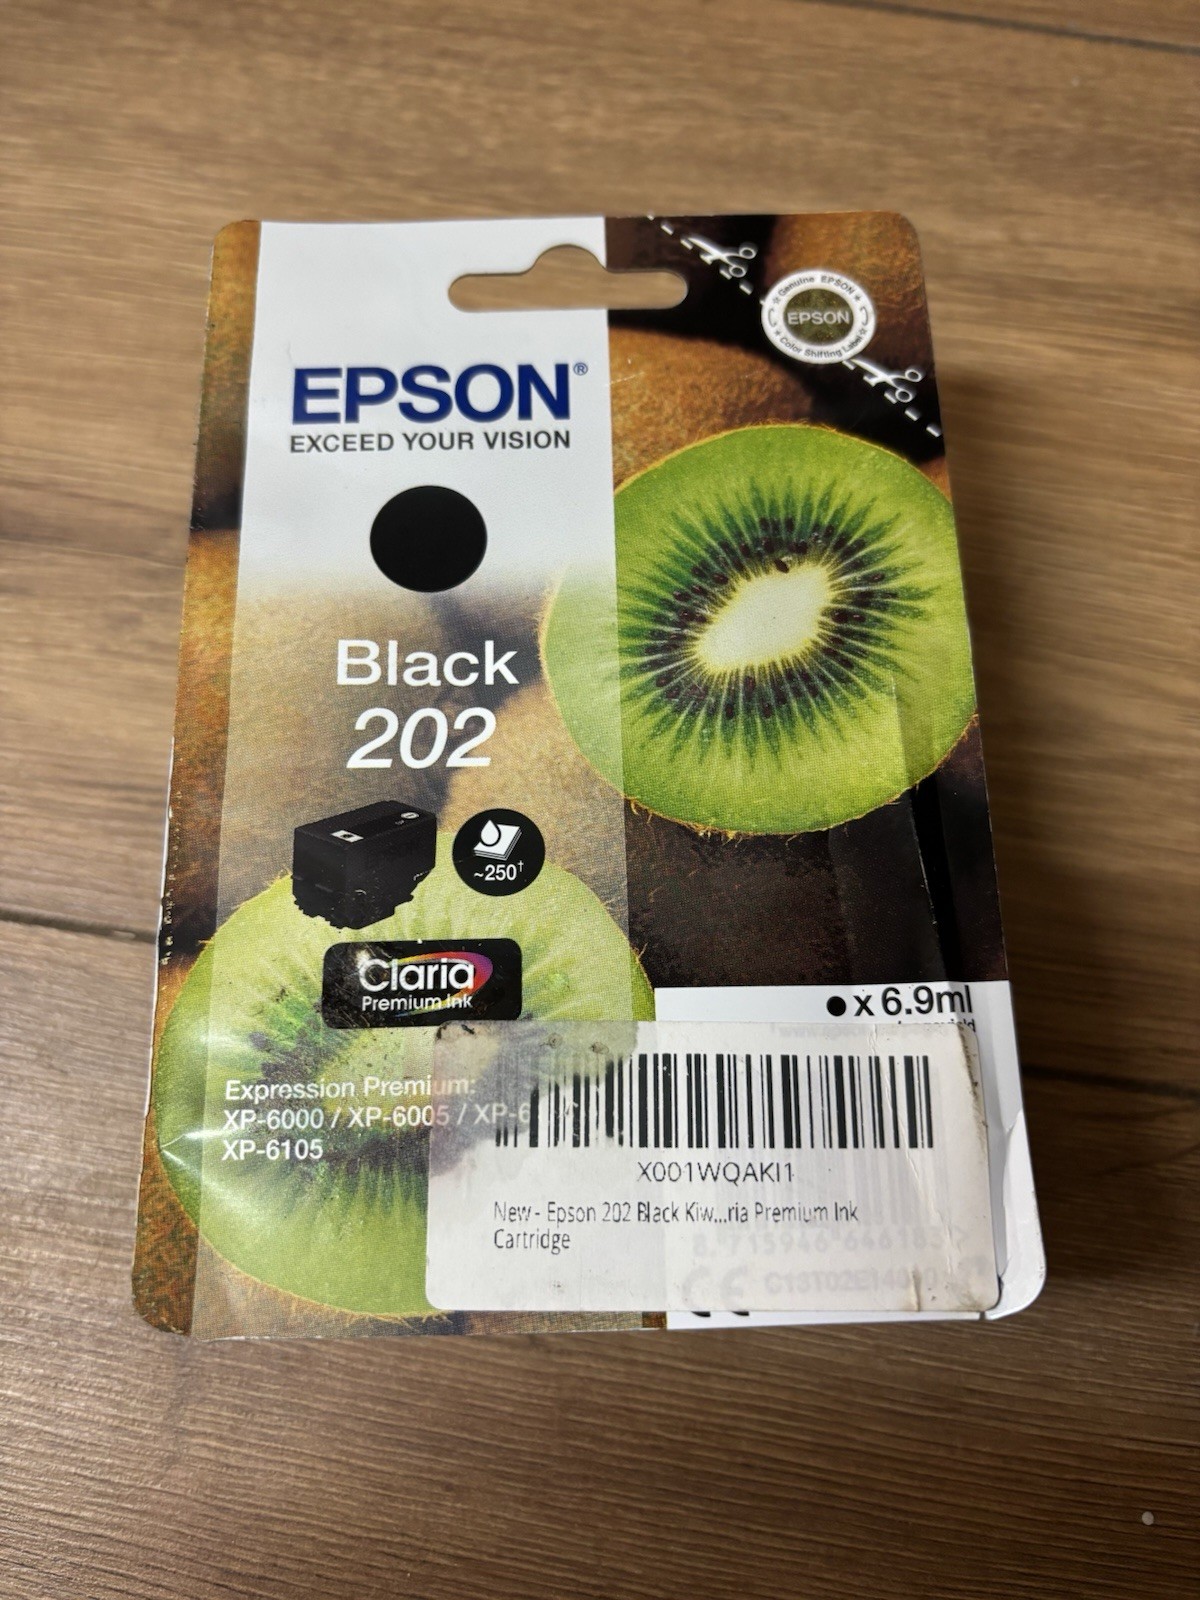 EPSON®
EXCEED YOUR VISION
Genuine EPSON
EPSON
Color Shifting Label
Black
202
~250†
Claria
Premium Ink
x 6.9ml
Expression Premium:
XP-6000 / XP-6005 / XP-6
XP-6105
X001WQAKI1
New - Epson 202 Black Kiw...ria Premium Ink
Cartridge
CE